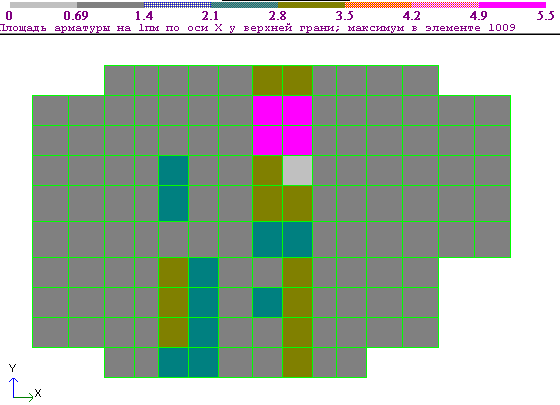 0 0.69 1.4 2.1 2.8 3.5 4.2 4.9 5.5
Площадь арматуры на 1пм по оси X у верхней грани; максимум в элементе 1009
Y
X